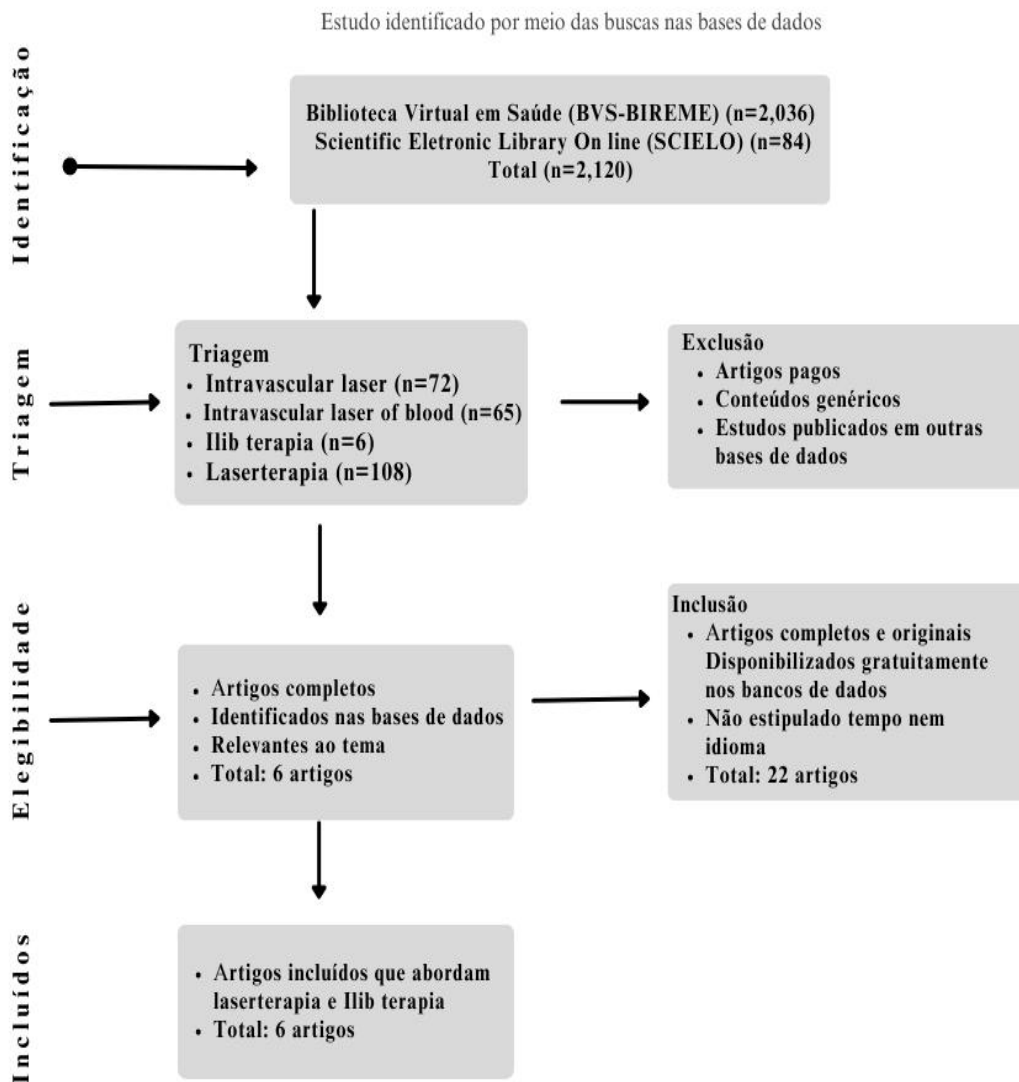 Estudo identificado por meio das buscas nas bases de dados
Identificação
Biblioteca Virtual em Saúde (BVS-BIREME) (n=2,036)
Scientific Eletronic Library On line (SCIELO) (n=84)
Total (n=2,120)
Triagem
Triagem
• Intravascular laser (n=72)
• Intravascular laser of blood (n=65)
• Ilib terapia (n=6)
• Laserterapia (n=108)
Exclusão
• Artigos pagos
• Conteúdos genéricos
• Estudos publicados em outras
bases de dados
Elegibilidade
• Artigos completos
• Identificados nas bases de dados
• Relevantes ao tema
• Total: 6 artigos
Inclusão
• Artigos completos e originais
Disponibilizados gratuitamente
nos bancos de dados
• Não estipulado tempo nem
idioma
• Total: 22 artigos
Incluídos
• Artigos incluídos que abordam
laserterapia e Ilib terapia
• Total: 6 artigos